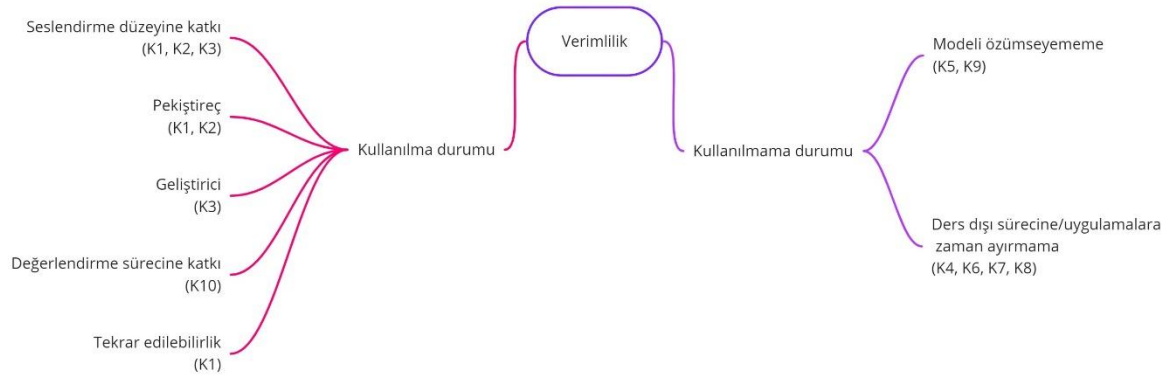 Verimlilik
Kullanılma durumu
Seslendirme düzeyine katkı
(K1, K2, K3)
Pekiştireç
(K1, K2)
Geliştirici
(K3)
Değerlendirme sürecine katkı
(K10)
Tekrar edilebilirlik
(K1)
Kullanılmama durumu
Modeli özümseyememe
(K5, K9)
Ders dışı sürecine/uygulamalara
zaman ayırmama
(K4, K6, K7, K8)